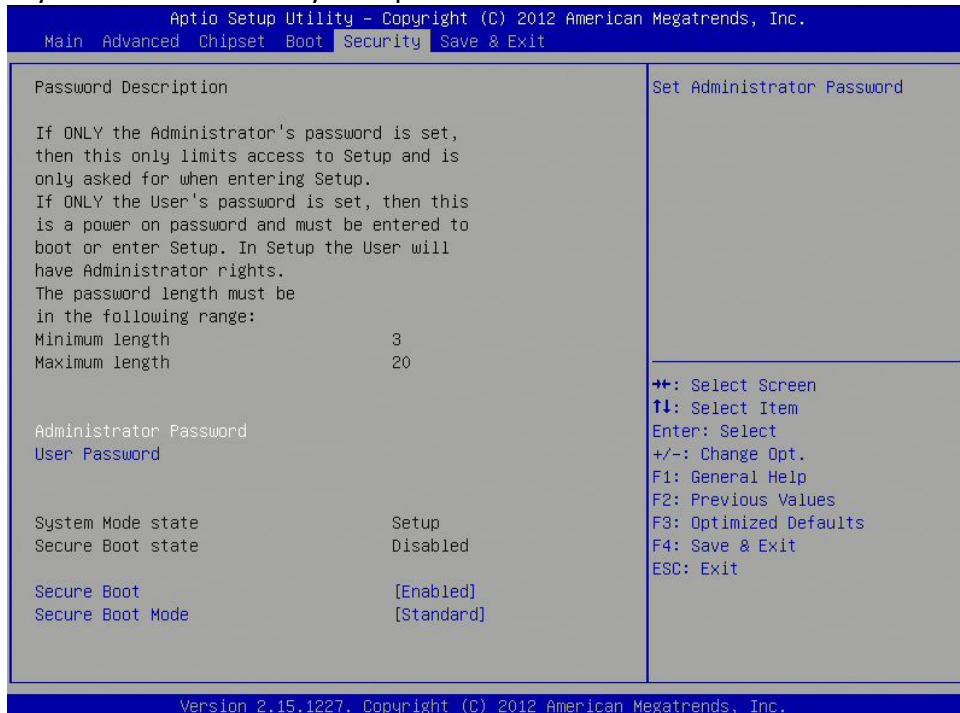 Aptio Setup Utility – Copyright (C) 2012 American Megatrends, Inc.
Main Advanced Chipset Boot Security Save & Exit
Password Description
If ONLY the Administrator's password is set,
then this only limits access to Setup and is
only asked for when entering Setup.
If ONLY the User's password is set, then this
is a power on password and must be entered to
boot or enter Setup. In Setup the User will
have Administrator rights.
The password length must be
in the following range:
Minimum length 3
Maximum length 20
Administrator Password
User Password
System Mode state Setup
Secure Boot state Disabled
Secure Boot [Enabled]
Secure Boot Mode [Standard]
Set Administrator Password
→←: Select Screen
↑↓: Select Item
Enter: Select
+/-: Change Opt.
F1: General Help
F2: Previous Values
F3: Optimized Defaults
F4: Save & Exit
ESC: Exit
Version 2.15.1227. Copyright (C) 2012 American Megatrends, Inc.